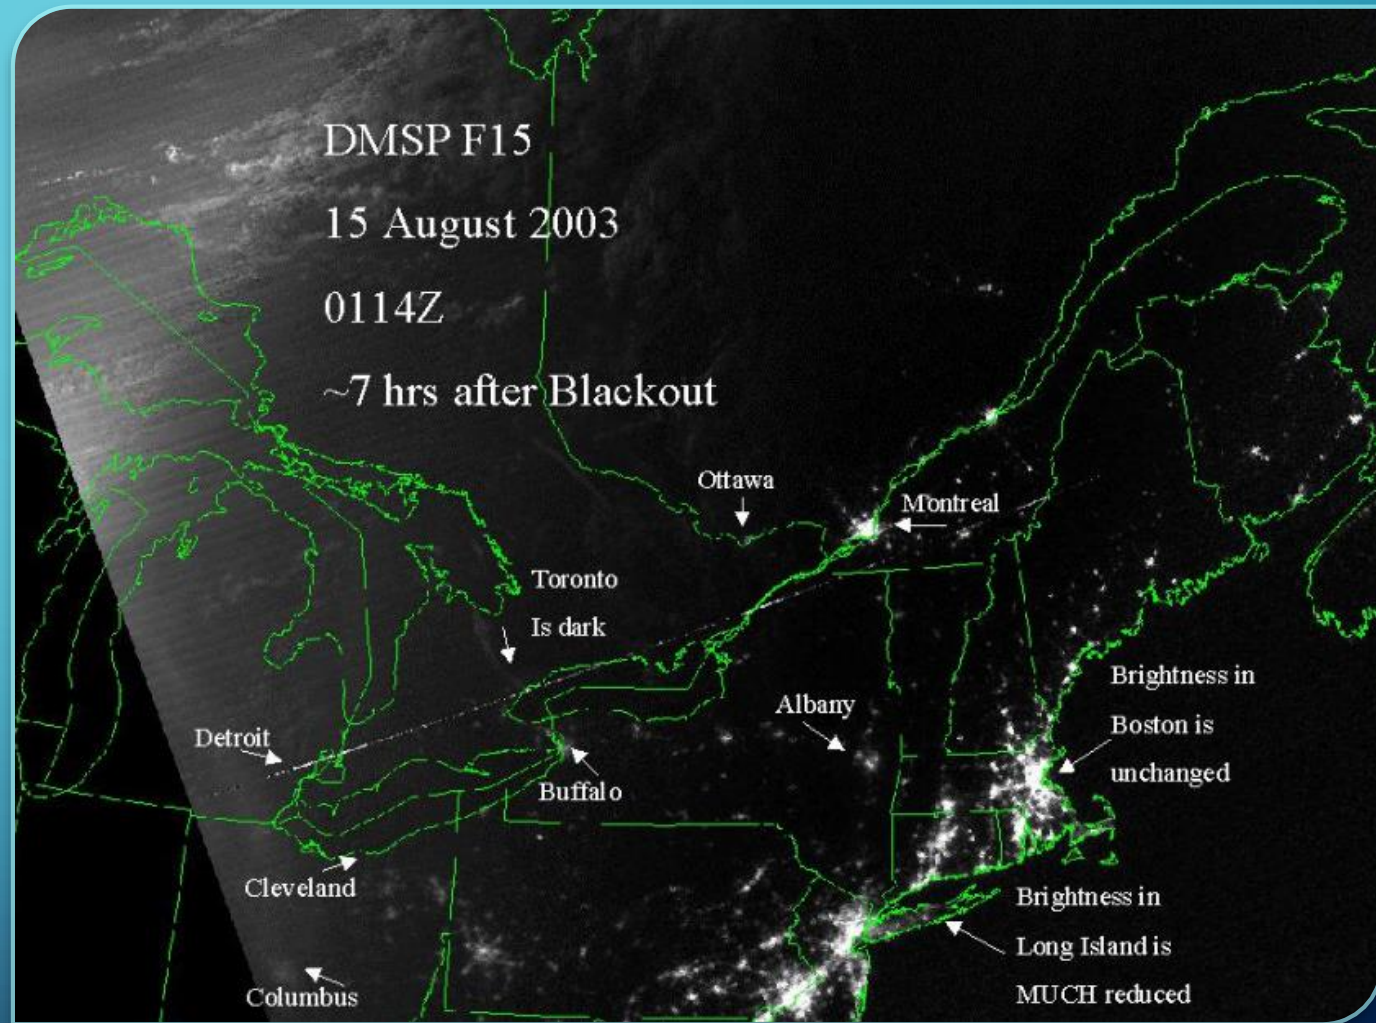 DMSP F15
15 August 2003
0114Z
~7 hrs after Blackout
Ottawa
Montreal
Toronto
Is dark
Detroit
Buffalo
Albany
Brightness in
Boston is
unchanged
Cleveland
Columbus
Brightness in
Long Island is
MUCH reduced